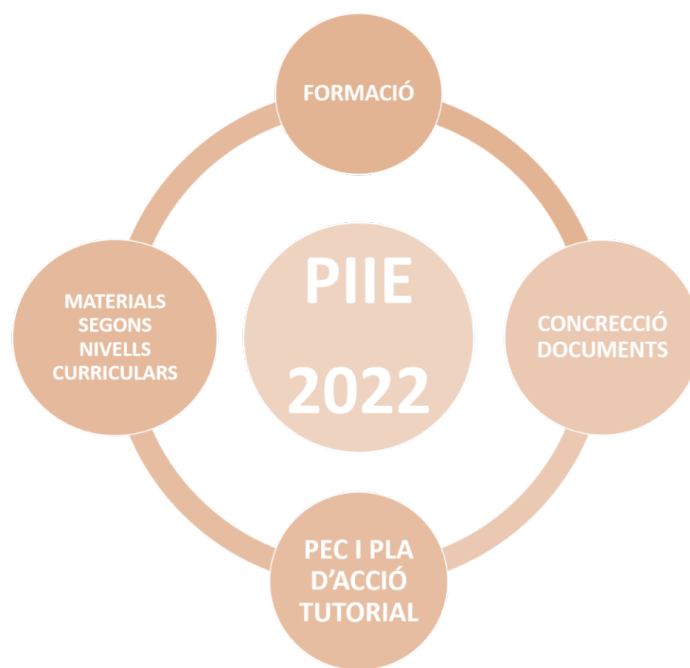 FORMACIÓ
MATERIALS
SEGONS
NIVELLS
CURRICULARS
PIIE
2022
CONCRECCIÓ
DOCUMENTS
PEC I PLA
D'ACCIÓ
TUTORIAL